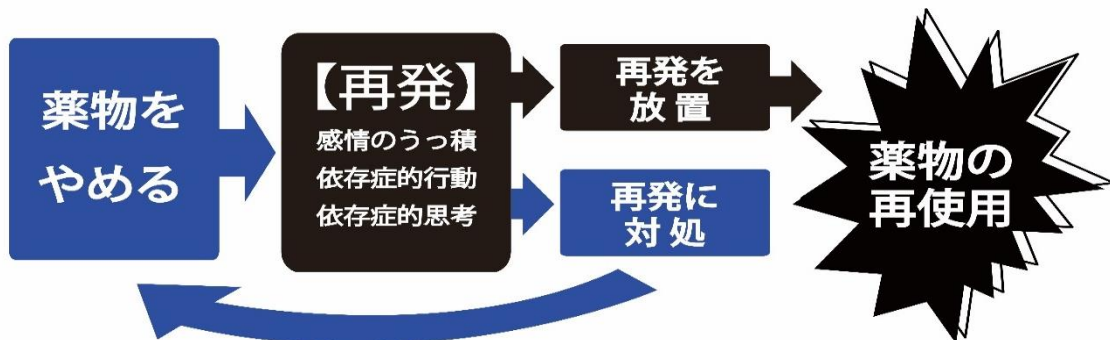 薬物を
やめる
【再発】
感情のうっ積
依存症的行動
依存症的思考
再発を
放置
再発に
対処
薬物の
再使用